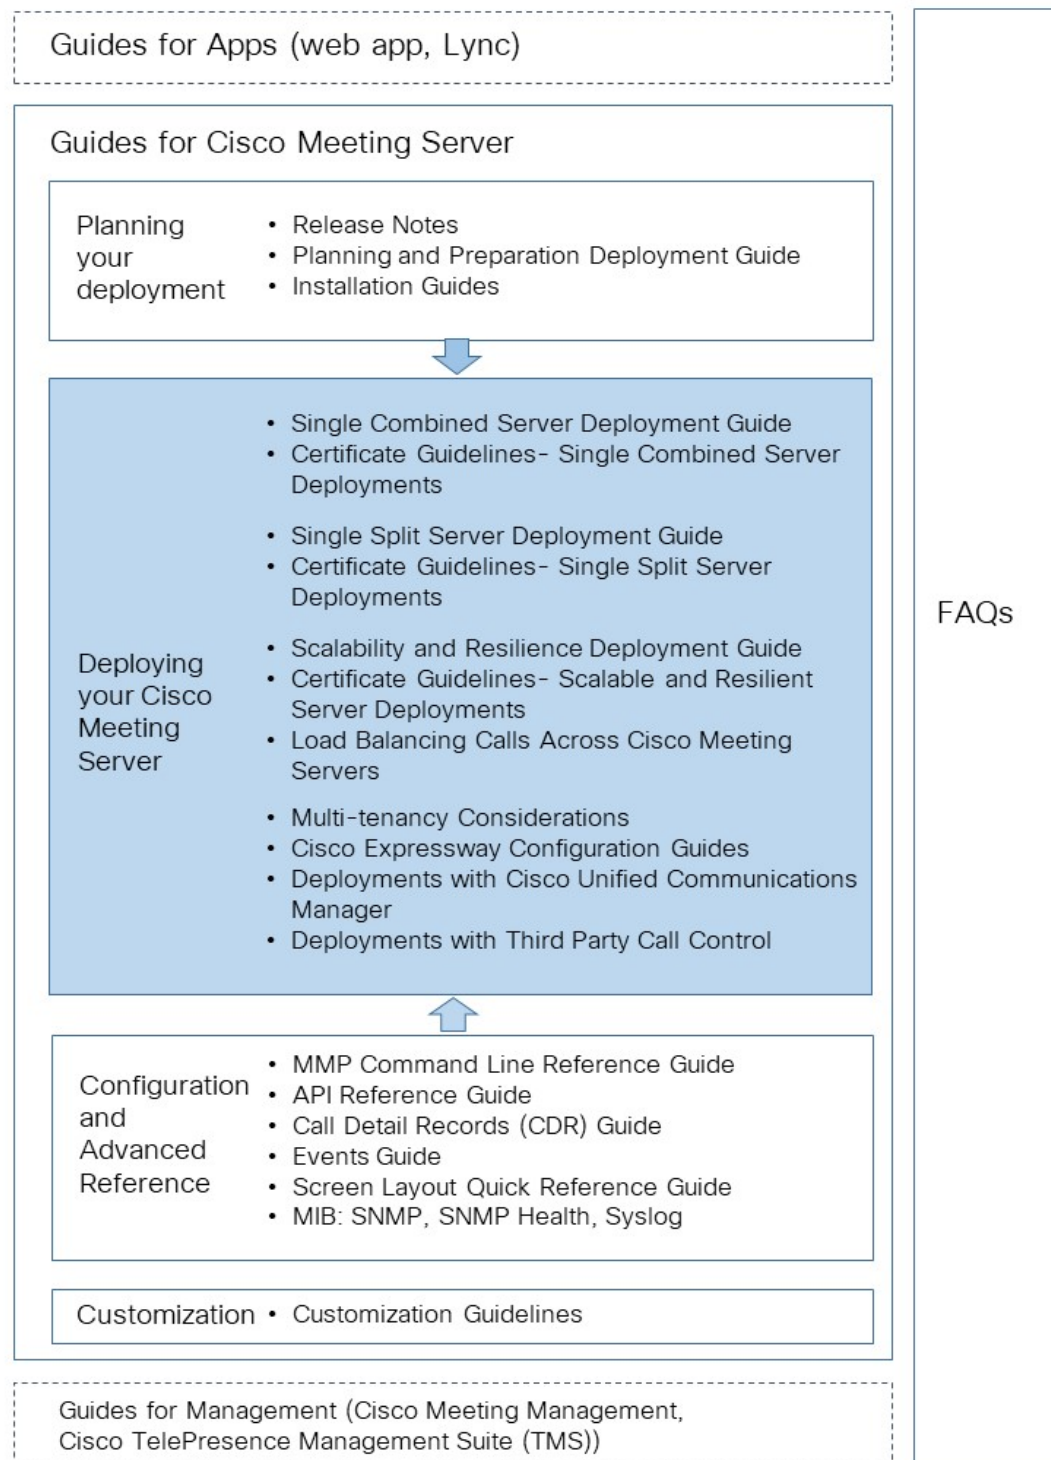 Guides for Apps (web app, Lync)
Guides for Cisco Meeting Server
Planning
your
deployment
• Release Notes
• Planning and Preparation Deployment Guide
• Installation Guides
Deploying
your Cisco
Meeting
Server
• Single Combined Server Deployment Guide
• Certificate Guidelines- Single Combined Server
Deployments
• Single Split Server Deployment Guide
• Certificate Guidelines- Single Split Server
Deployments
• Scalability and Resilience Deployment Guide
• Certificate Guidelines- Scalable and Resilient
Server Deployments
• Load Balancing Calls Across Cisco Meeting
Servers
• Multi-tenancy Considerations
• Cisco Expressway Configuration Guides
• Deployments with Cisco Unified Communications
Manager
• Deployments with Third Party Call Control
Configuration
and
Advanced
Reference
• MMP Command Line Reference Guide
• API Reference Guide
• Call Detail Records (CDR) Guide
• Events Guide
• Screen Layout Quick Reference Guide
• MIB: SNMP, SNMP Health, Syslog
Customization
• Customization Guidelines
Guides for Management (Cisco Meeting Management,
Cisco TelePresence Management Suite (TMS))
FAQs